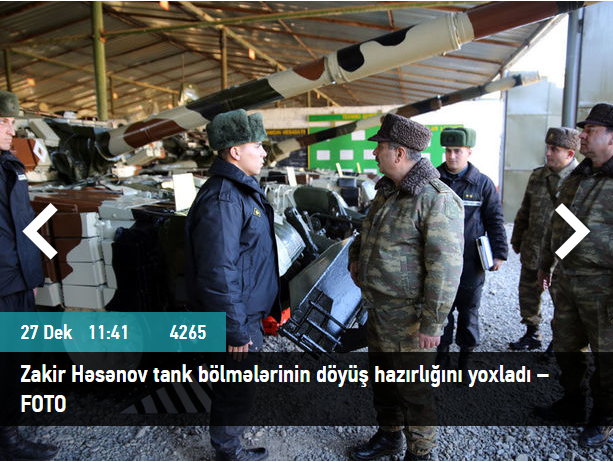 27 Dek 11:41 4265
Zakir Həsənov tank bölmələrinin döyüş hazırlığını yoxladı –
FOTO